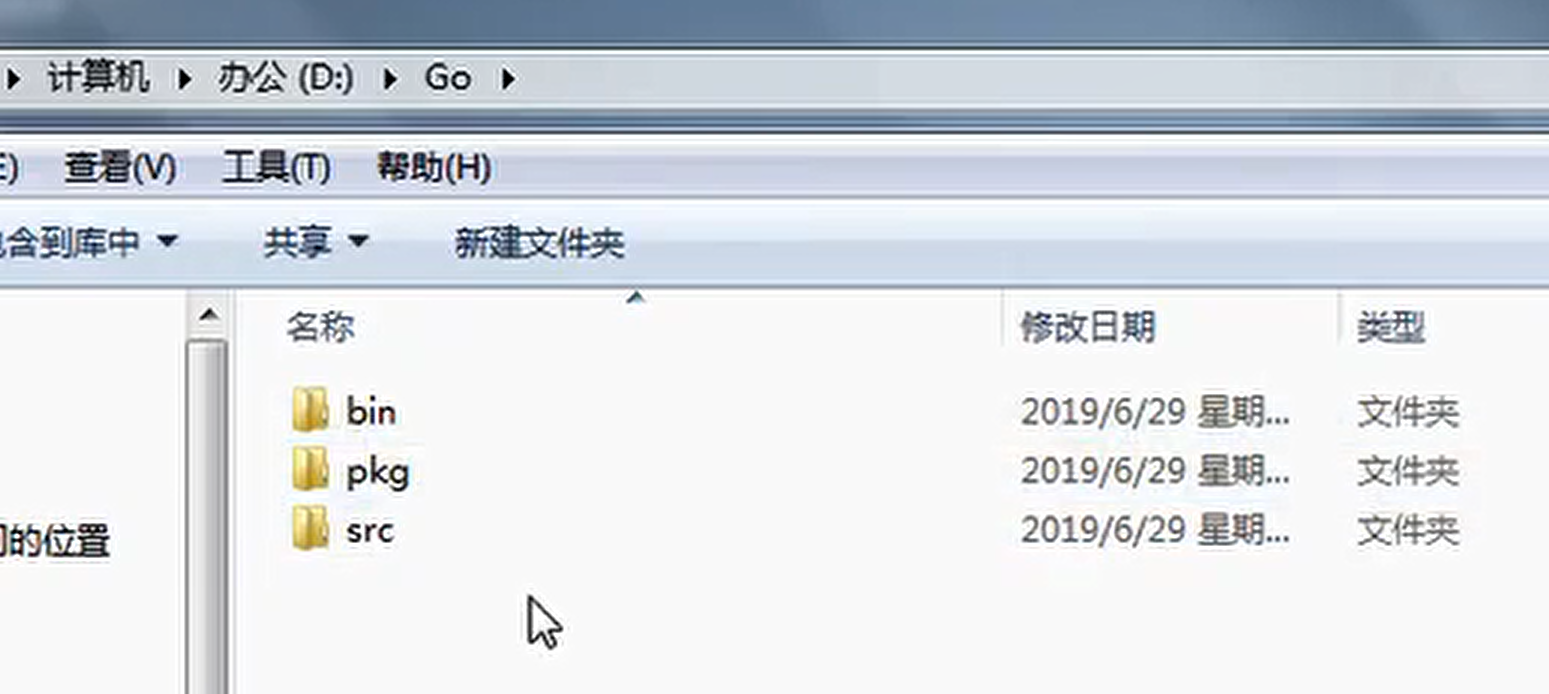 计算机 办公 (D:) Go
查看(V) 工具(T) 帮助(H)
含到库中 共享 新建文件夹
名称 修改日期 类型
bin 2019/6/29 星期... 文件夹
pkg 2019/6/29 星期... 文件夹
src 2019/6/29 星期... 文件夹
的位置